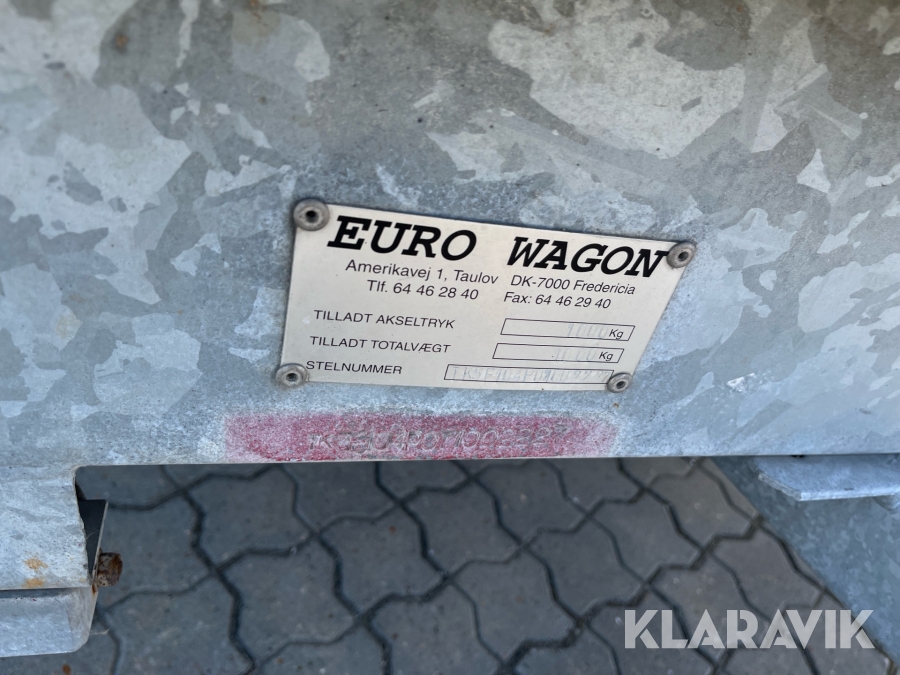 EURO WAGON
Amerikavej 1, Taulov DK-7000 Fredericia
Tlf. 64 46 28 40 Fax: 64 46 29 40
TILLADT AKSELTRYK Kg
TILLADT TOTALVÆGT Kg
STELNUMMER
KLARAVIK